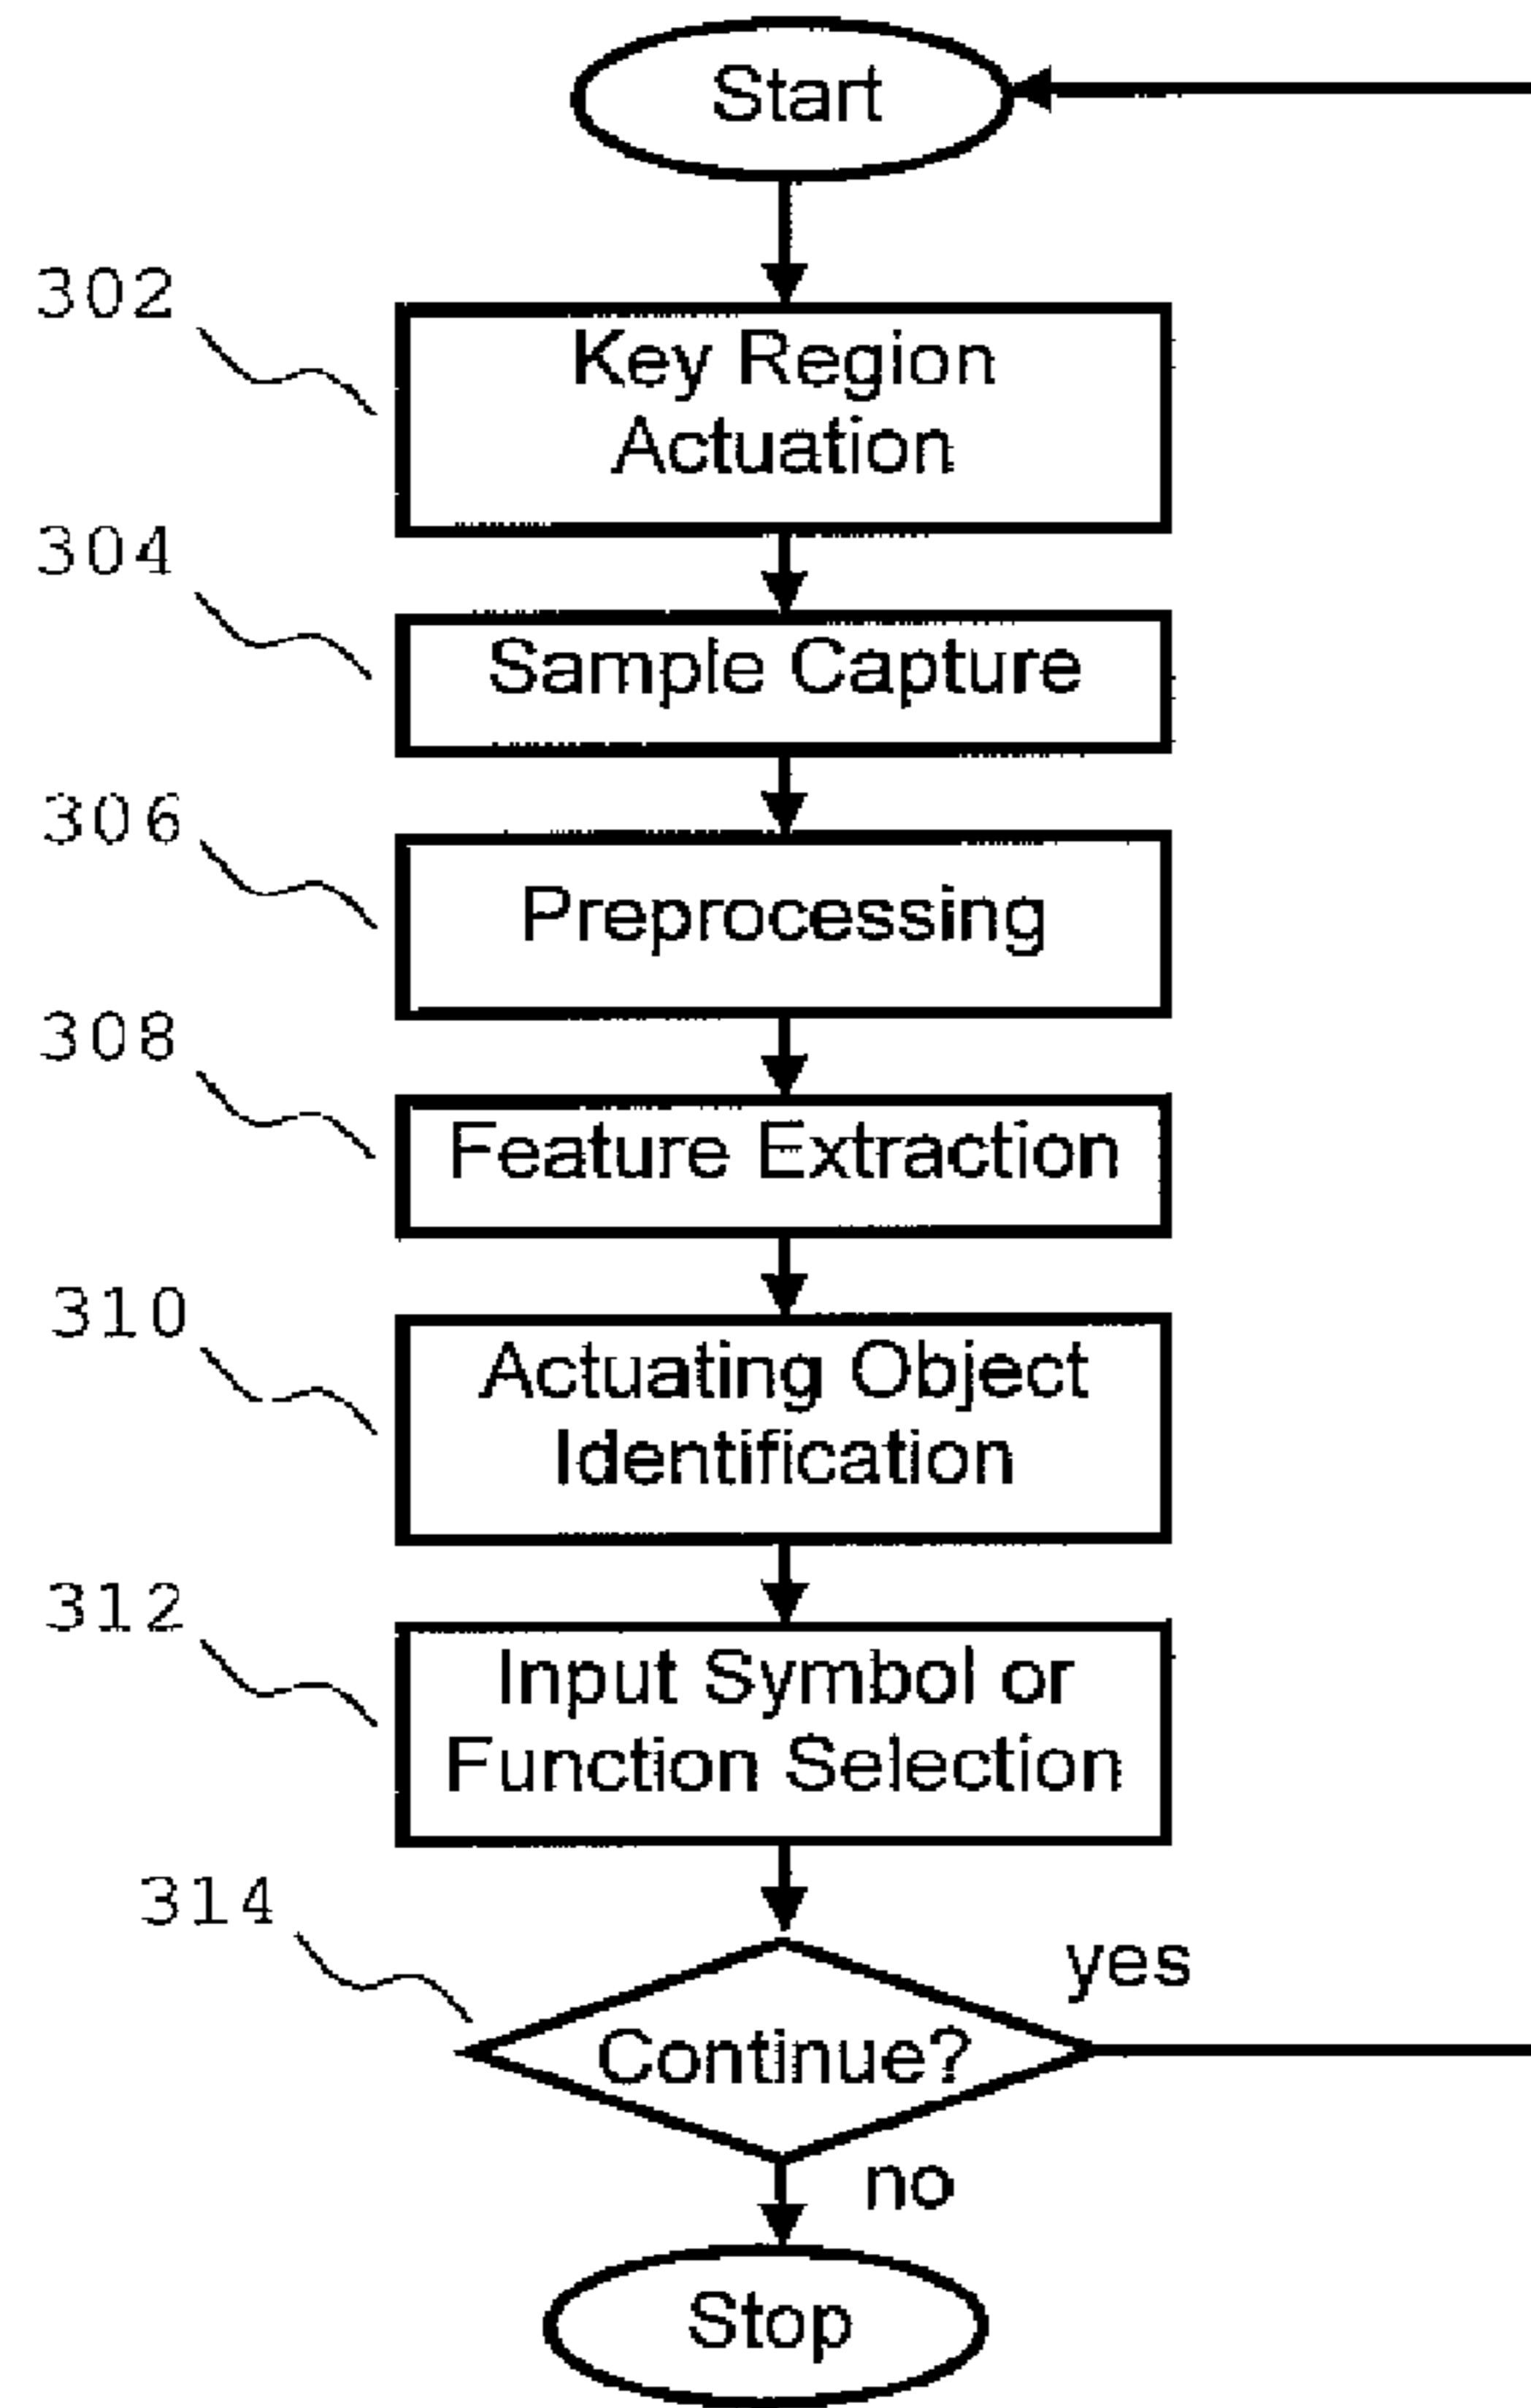 Start
302
Key Region
Actuation
304
Sample Capture
306
Preprocessing
308
Feature Extraction
310
Actuating Object
Identification
312
Input Symbol or
Function Selection
314
yes
Continue?
no
Stop